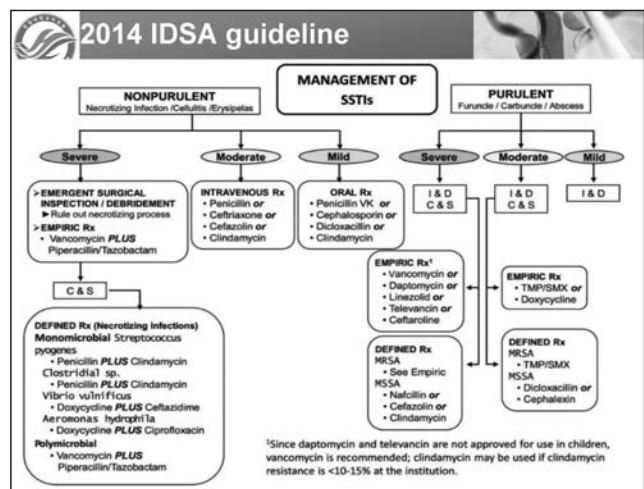 2014 IDSA guideline
MANAGEMENT OF
SSTIs
NONPURULENT
Necrotizing Infection /Cellulitis /Erysipelas
PURULENT
Furuncle / Carbuncle / Abscess
Severe
Moderate
Mild
Severe
Moderate
Mild
➢EMERGENT SURGICAL
INSPECTION / DEBRIDEMENT
▶Rule out necrotizing process
➢EMPIRIC Rx
• Vancomycin PLUS
Piperacillin/Tazobactam
INTRAVENOUS Rx
• Penicillin or
• Ceftriaxone or
• Cefazolin or
• Clindamycin
ORAL Rx
• Penicillin VK or
• Cephalosporin or
• Dicloxacillin or
• Clindamycin
I & D
C & S
I & D
C & S
I & D
C & S
EMPIRIC Rx¹
• Vancomycin or
• Daptomycin or
• Linezolid or
• Televancin or
• Ceftaroline
EMPIRIC Rx
• TMP/SMX or
• Doxycycline
DEFINED Rx (Necrotizing Infections)
Monomicrobial Streptococcus
pyogenes
• Penicillin PLUS Clindamycin
Clostridial sp.
• Penicillin PLUS Clindamycin
Vibrio vulnificus
• Doxycycline PLUS Ceftazidime
Aeromonas hydrophila
• Doxycycline PLUS Ciprofloxacin
Polymicrobial
• Vancomycin PLUS
Piperacillin/Tazobactam
DEFINED Rx
MRSA
• See Empiric
MSSA
• Nafcillin or
• Cefazolin or
• Clindamycin
DEFINED Rx
MRSA
• TMP/SMX
MSSA
• Dicloxacillin or
• Cephalexin
¹Since daptomycin and televancin are not approved for use in children,
vancomycin is recommended; clindamycin may be used if clindamycin
resistance is <10-15% at the institution.